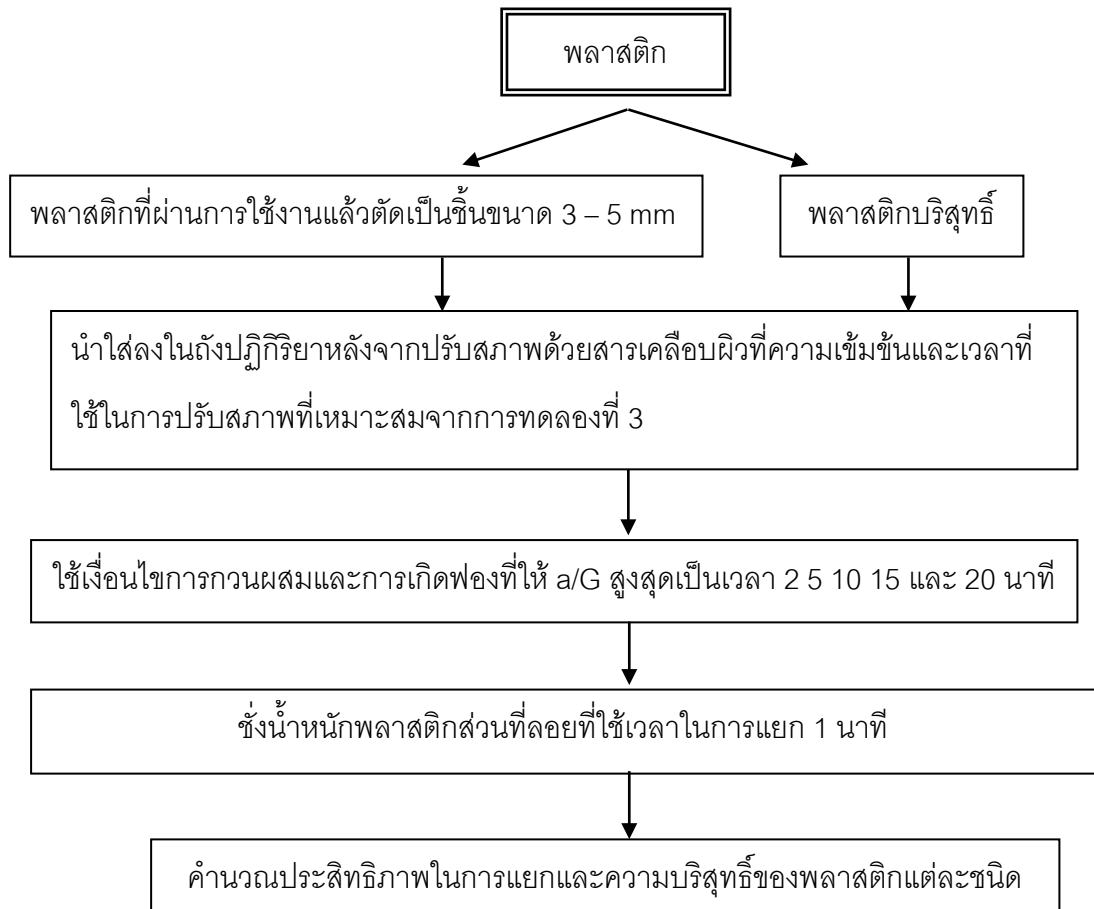 พลาสติก
พลาสติกที่ผ่านการใช้งานแล้วตัดเป็นชิ้นขนาด 3 – 5 mm
พลาสติกบริสุทธิ์
นำใส่ลงในถังปฏิกิริยาหลังจากปรับสภาพด้วยสารเคลือบผิวที่ความเข้มข้นและเวลาที่
ใช้ในการปรับสภาพที่เหมาะสมจากการทดลองที่ 3
ใช้เงื่อนไขการกวนผสมและการเกิดฟองที่ให้ a/G สูงสุดเป็นเวลา 2 5 10 15 และ 20 นาที
ชั่งน้ำหนักพลาสติกส่วนที่ลอยที่ใช้เวลาในการแยก 1 นาที
คำนวณประสิทธิภาพในการแยกและความบริสุทธิ์ของพลาสติกแต่ละชนิด